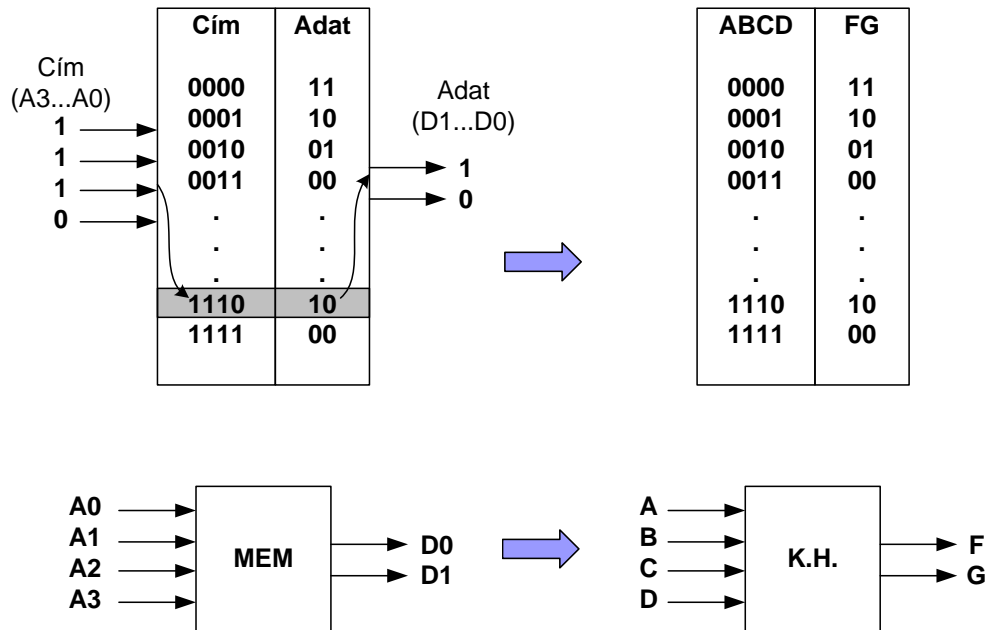 Cím Adat
Cím
(A3...A0)
1
1
1
0
0000 11
0001 10
0010 01
0011 00
. .
. .
. .
1110 10
1111 00
Adat
(D1...D0)
1
0
ABCD FG
0000 11
0001 10
0010 01
0011 00
. .
. .
. .
1110 10
1111 00
A0
A1
A2
A3
MEM
D0
D1
A
B
C
D
K.H.
F
G